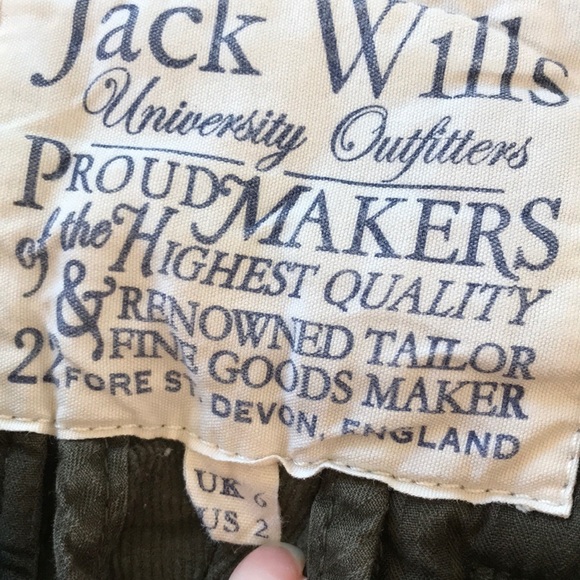 Jack Wills
University Outfitters
PROUD MAKERS
of the HIGHEST QUALITY
& RENOWNED TAILOR
FINE GOODS MAKER
22 FORE ST. DEVON, ENGLAND
UK 6
US 2